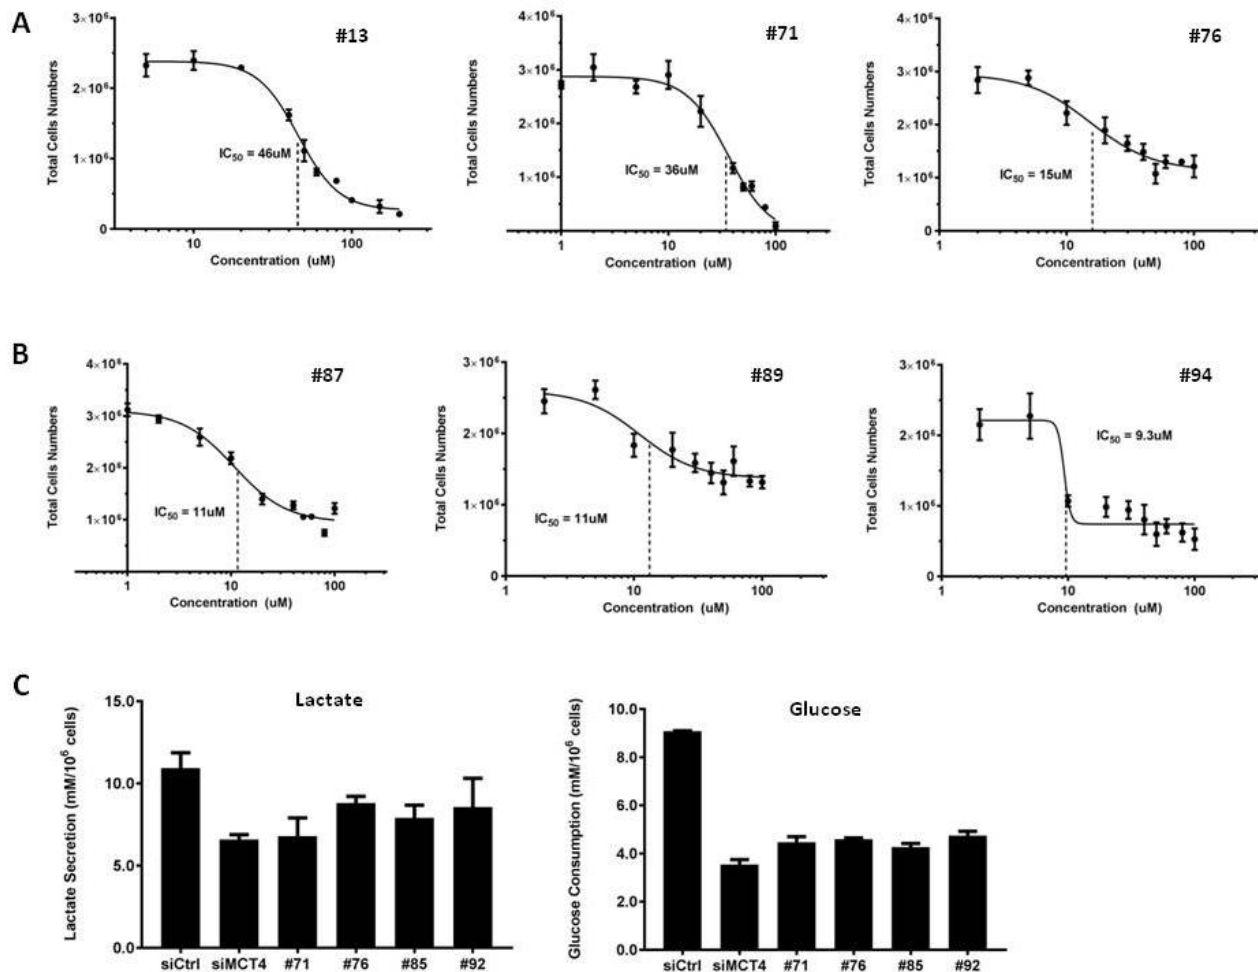 A
#13
3×10⁶
2×10⁶
1×10⁶
0
Total Cells Numbers
IC₅₀ = 46uM
10
100
Concentration (uM)
#71
4×10⁶
3×10⁶
2×10⁶
1×10⁶
0
Total Cells Numbers
IC₅₀ = 36uM
1
10
100
Concentration (uM)
#76
4×10⁶
3×10⁶
2×10⁶
1×10⁶
0
Total Cells Numbers
IC₅₀ = 15uM
1
10
100
Concentration (uM)
B
#87
4×10⁶
3×10⁶
2×10⁶
1×10⁶
Total Cells Numbers
IC₅₀ = 11uM
1
10
100
Concentration (uM)
#89
3×10⁶
2×10⁶
1×10⁶
0
Total Cells Numbers
IC₅₀ = 11uM
1
10
100
Concentration (uM)
#94
3×10⁶
2×10⁶
1×10⁶
0
Total Cells Numbers
IC₅₀ = 9.3uM
1
10
100
Concentration (uM)
C
Lactate
15.0
10.0
5.0
0.0
Lactate Secretion (mM/10⁶ cells)
siCtrl siMCT4 #71 #76 #85 #92
Glucose
10.0
8.0
6.0
4.0
2.0
0.0
Glucose Consumption (mM/10⁶ cells)
siCtrl siMCT4 #71 #76 #85 #92